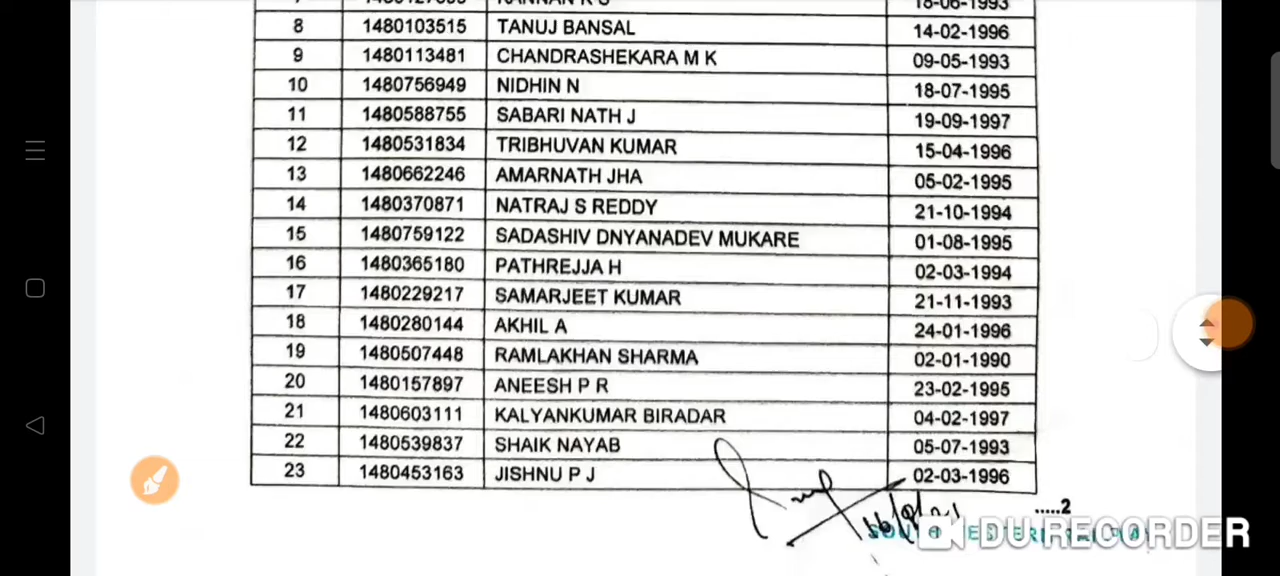 8 1480103515 TANUJ BANSAL 14-02-1996
9 1480113481 CHANDRASHEKARA M K 09-05-1993
10 1480756949 NIDHIN N 18-07-1995
11 1480588755 SABARI NATH J 19-09-1997
12 1480531834 TRIBHUVAN KUMAR 15-04-1996
13 1480662246 AMARNATH JHA 05-02-1995
14 1480370871 NATRAJ S REDDY 21-10-1994
15 1480759122 SADASHIV DNYANADEV MUKARE 01-08-1995
16 1480365180 PATHREJJA H 02-03-1994
17 1480229217 SAMARJEET KUMAR 21-11-1993
18 1480280144 AKHIL A 24-01-1996
19 1480507448 RAMLAKHAN SHARMA 02-01-1990
20 1480157897 ANEESH P R 23-02-1995
21 1480603111 KALYANKUMAR BIRADAR 04-02-1997
22 1480539837 SHAIK NAYAB 05-07-1993
23 1480453163 JISHNU P J 02-03-1996
.....2
DU RECORDER